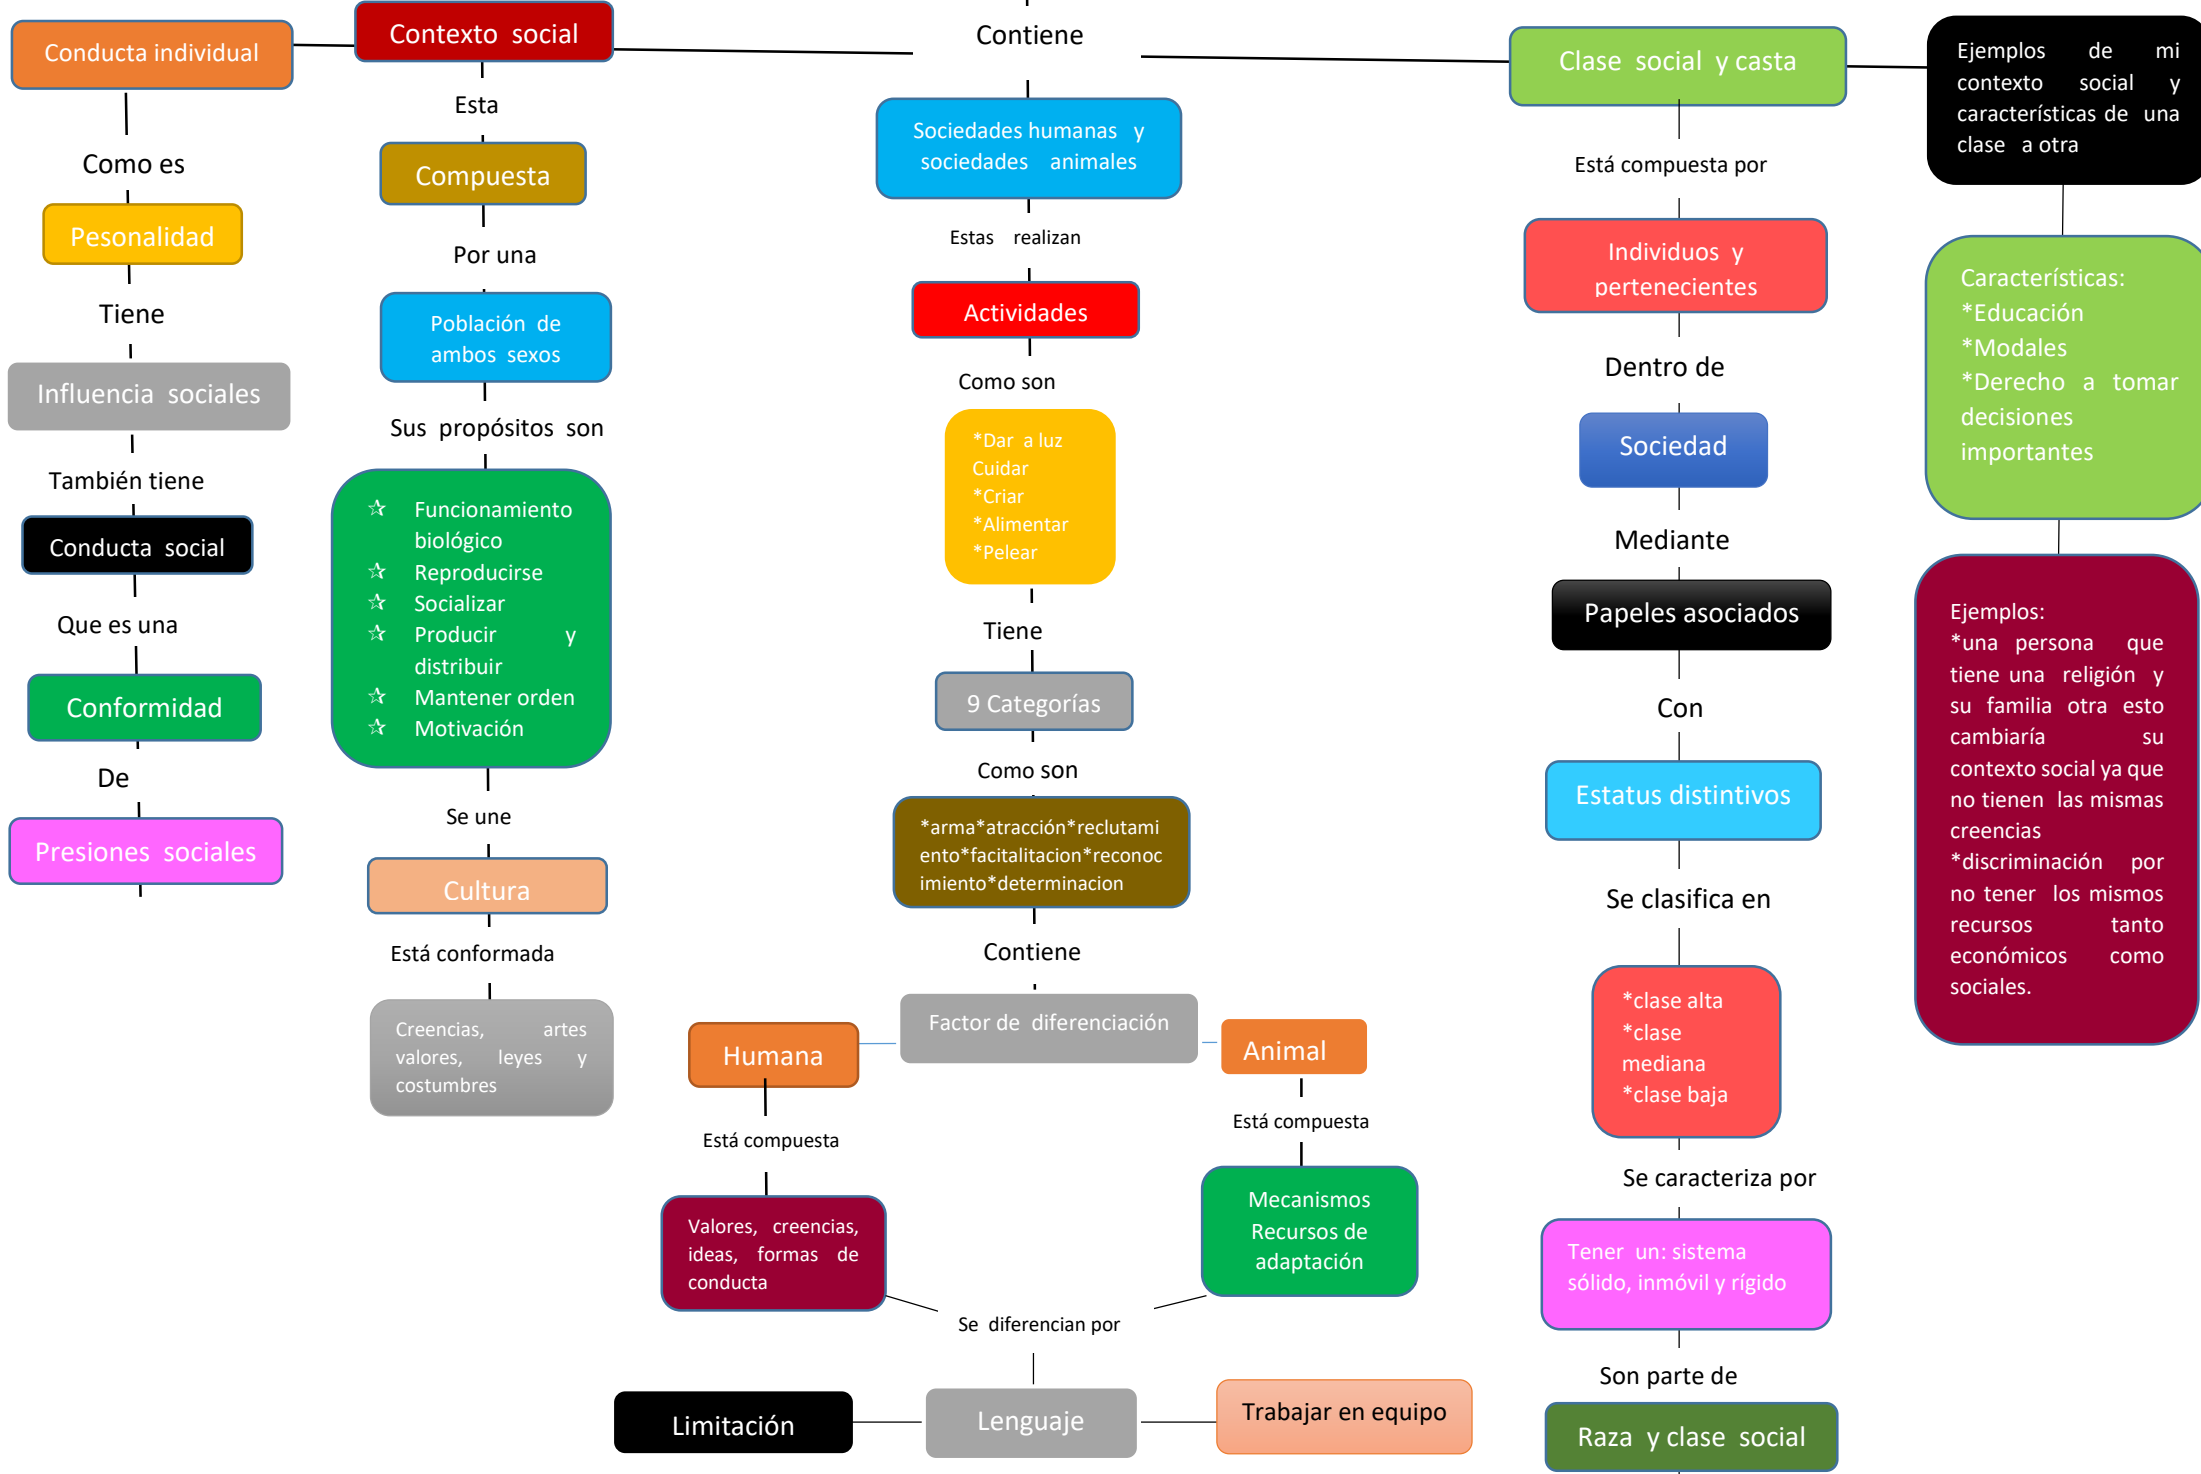 Conducta individual
Como es
Pesonalidad
Tiene
Influencia sociales
También tiene
Conducta social
Que es una
Conformidad
De
Presiones sociales
Contexto social
Esta
Compuesta
Por una
Población de
ambos sexos
Sus propósitos son
☆ Funcionamiento
biológico
☆ Reproducirse
☆ Socializar
☆ Producir y
distribuir
☆ Mantener orden
☆ Motivación
Se une
Cultura
Está conformada
Creencias, artes
valores, leyes y
costumbres
Contiene
Sociedades humanas y
sociedades animales
Estas realizan
Actividades
Como son
*Dar a luz
Cuidar
*Criar
*Alimentar
*Pelear
Tiene
9 Categorías
Como son
*arma*atracción*reclutami
ento*facitalitacion*reconoc
imiento*determinacion
Contiene
Factor de diferenciación
Humana
Está compuesta
Valores, creencias,
ideas, formas de
conducta
Animal
Está compuesta
Mecanismos
Recursos de
adaptación
Se diferencian por
Limitación
Lenguaje
Trabajar en equipo
Clase social y casta
Está compuesta por
Individuos y
pertenecientes
Dentro de
Sociedad
Mediante
Papeles asociados
Con
Estatus distintivos
Se clasifica en
*clase alta
*clase
mediana
*clase baja
Se caracteriza por
Tener un: sistema
sólido, inmóvil y rígido
Son parte de
Raza y clase social
Ejemplos de mi
contexto social y
características de una
clase a otra
Características:
*Educación
*Modales
*Derecho a tomar
decisiones
importantes
Ejemplos:
*una persona que
tiene una religión y
su familia otra esto
cambiaría su
contexto social ya que
no tienen las mismas
creencias
*discriminación por
no tener los mismos
recursos tanto
económicos como
sociales.